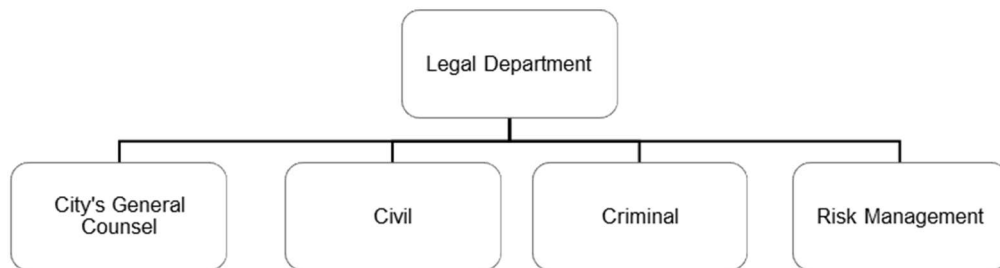 Legal Department
City's General
Counsel
Civil
Criminal
Risk Management